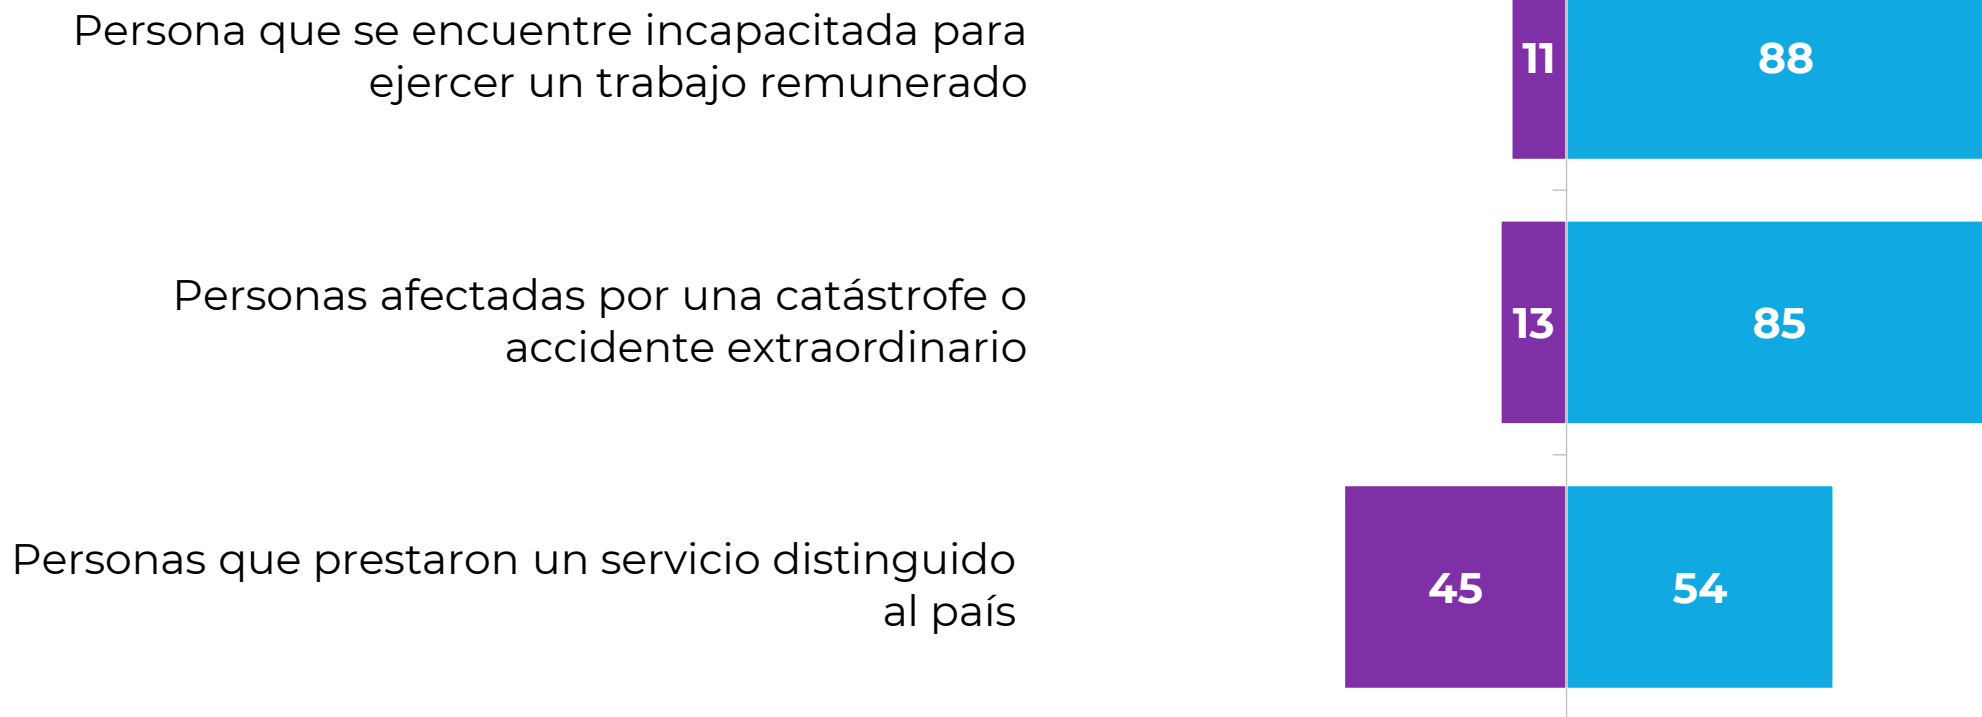 Persona que se encuentre incapacitada para
ejercer un trabajo remunerado
11
88
Personas afectadas por una catástrofe o
accidente extraordinario
13
85
Personas que prestaron un servicio distinguido
al país
45
54